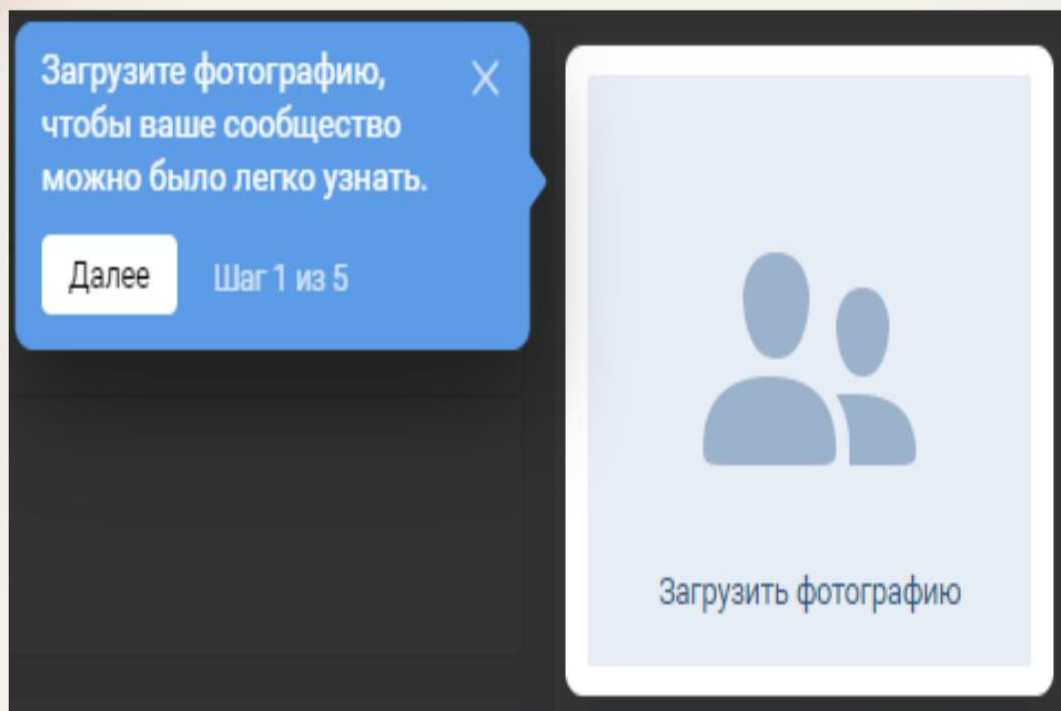 Загрузите фотографию,
чтобы ваше сообщество
можно было легко узнать.
Далее
Шаг 1 из 5
Загрузить фотографию